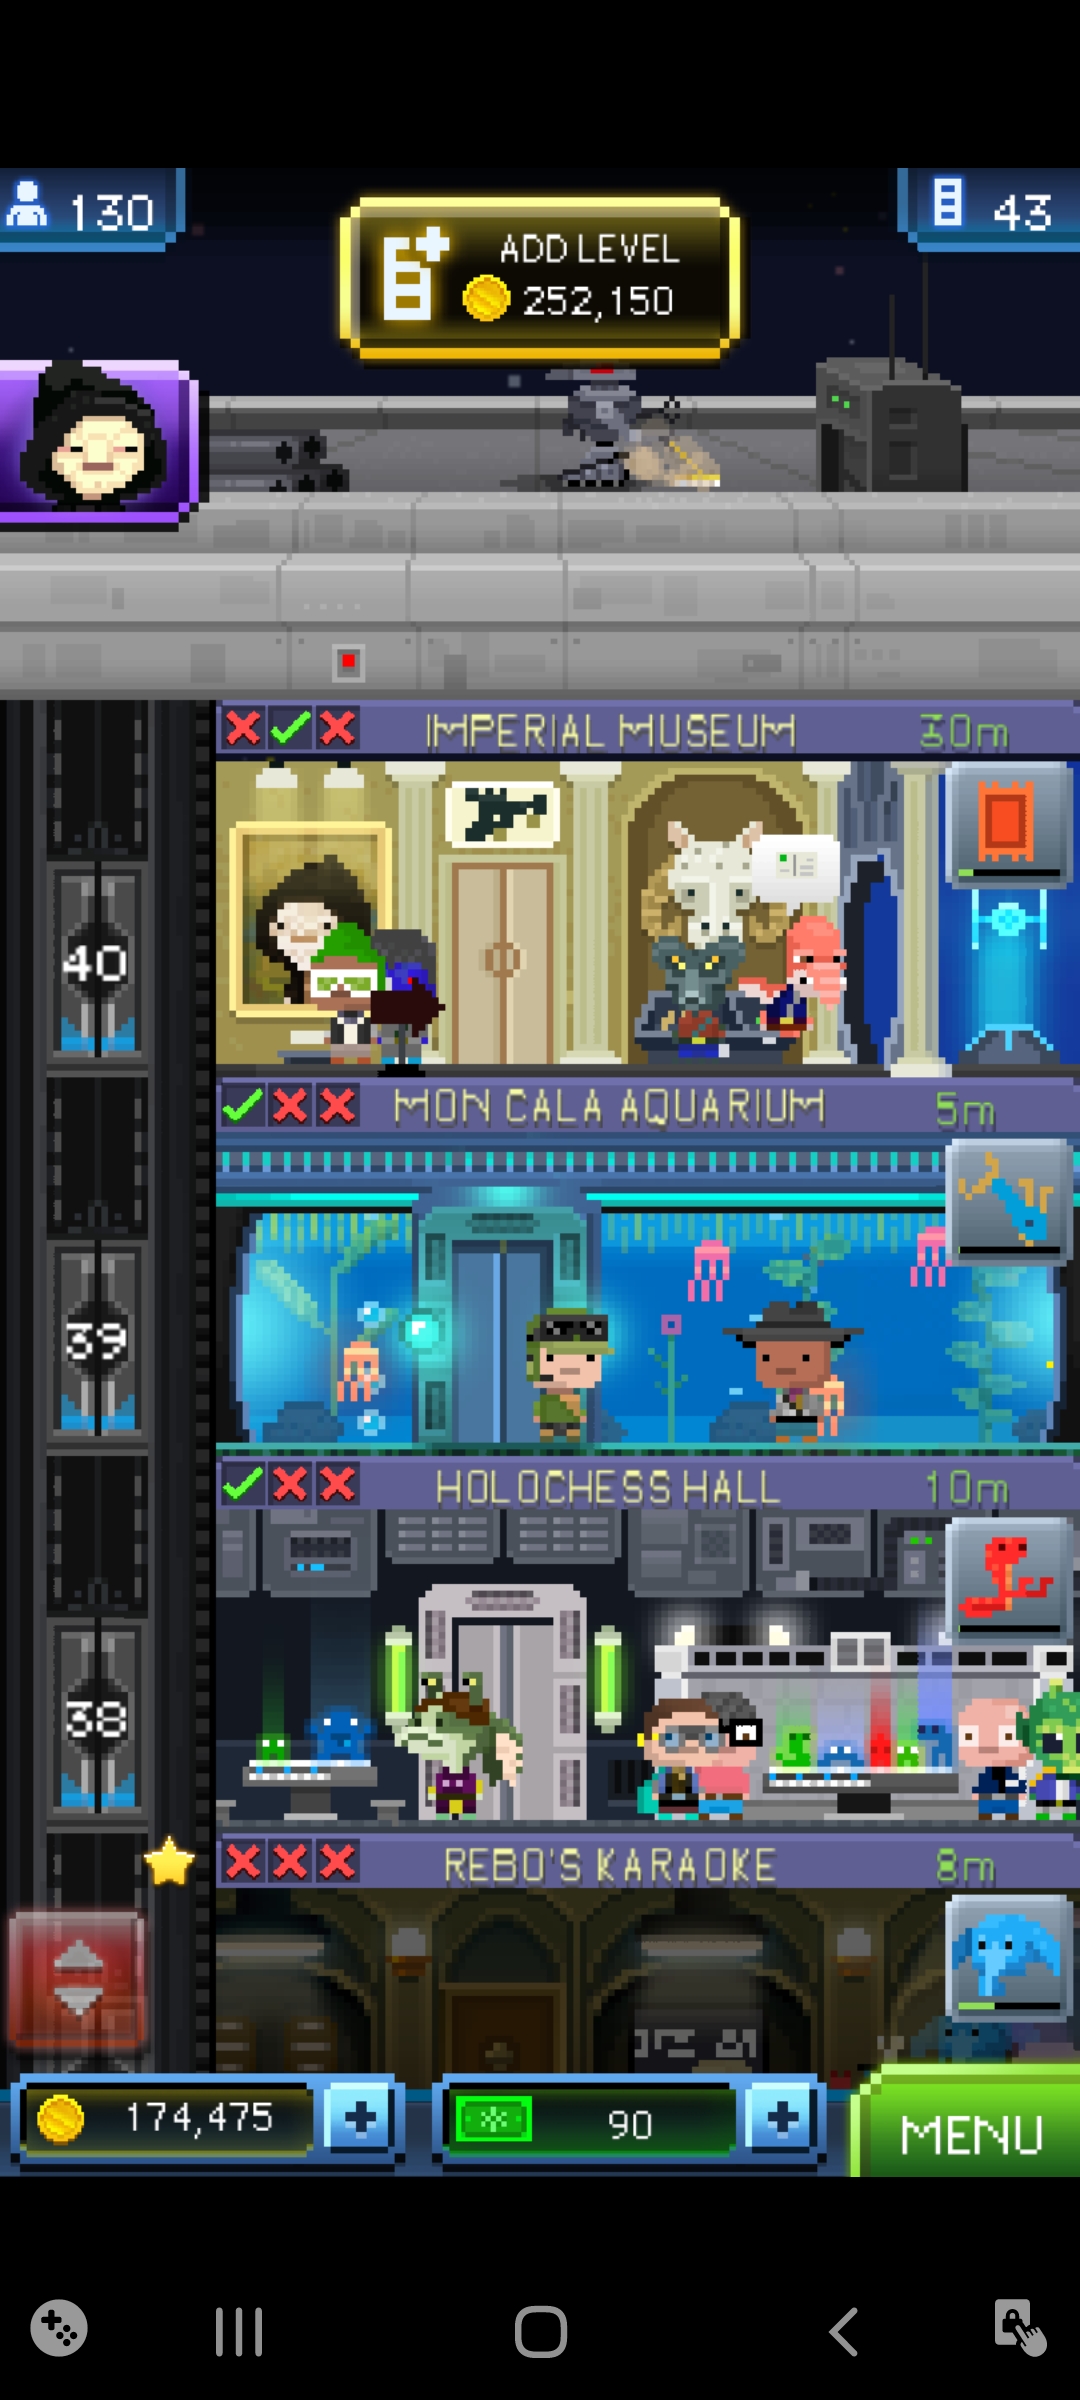 130
ADD LEVEL
252,150
43
IMPERIAL MUSEUM 30m
40
MON CALA AQUARIUM 5m
39
HOLOCHESS HALL 10m
38
REBO'S KARAOKE 8m
174,475
90
MENU